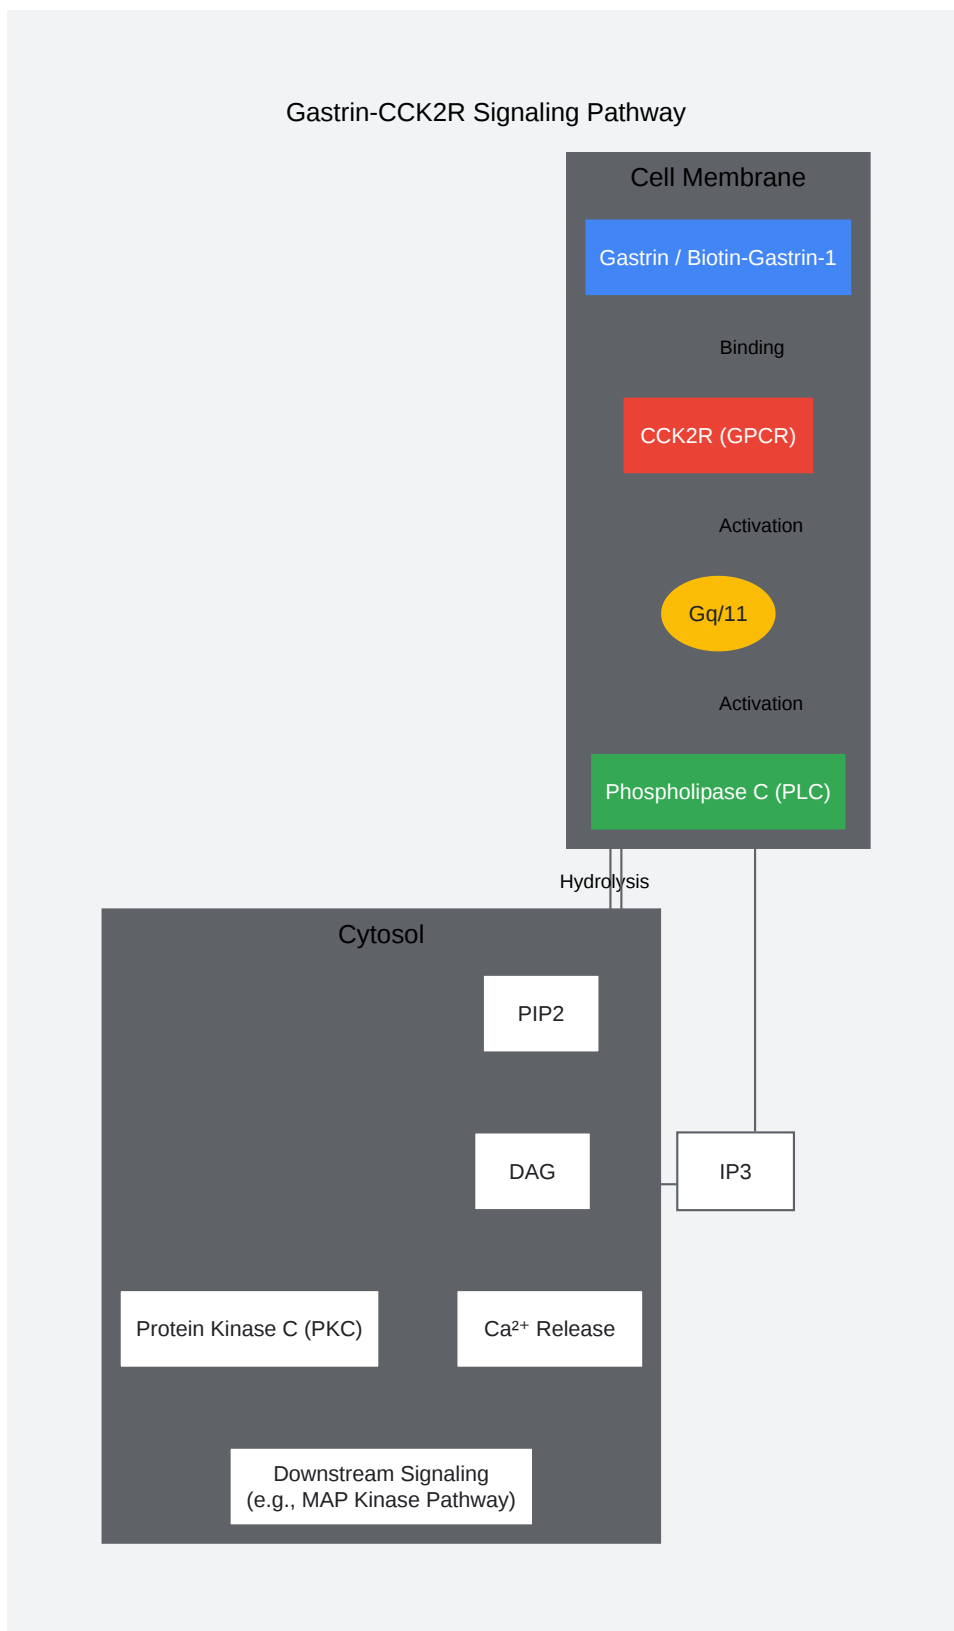 Gastrin-CCK2R Signaling Pathway
Cell Membrane
Gastrin / Biotin-Gastrin-1
Binding
CCK2R (GPCR)
Activation
Gq/11
Activation
Phospholipase C (PLC)
Hydrolysis
Cytosol
PIP2
DAG
IP3
Protein Kinase C (PKC)
Ca²⁺ Release
Downstream Signaling
(e.g., MAP Kinase Pathway)